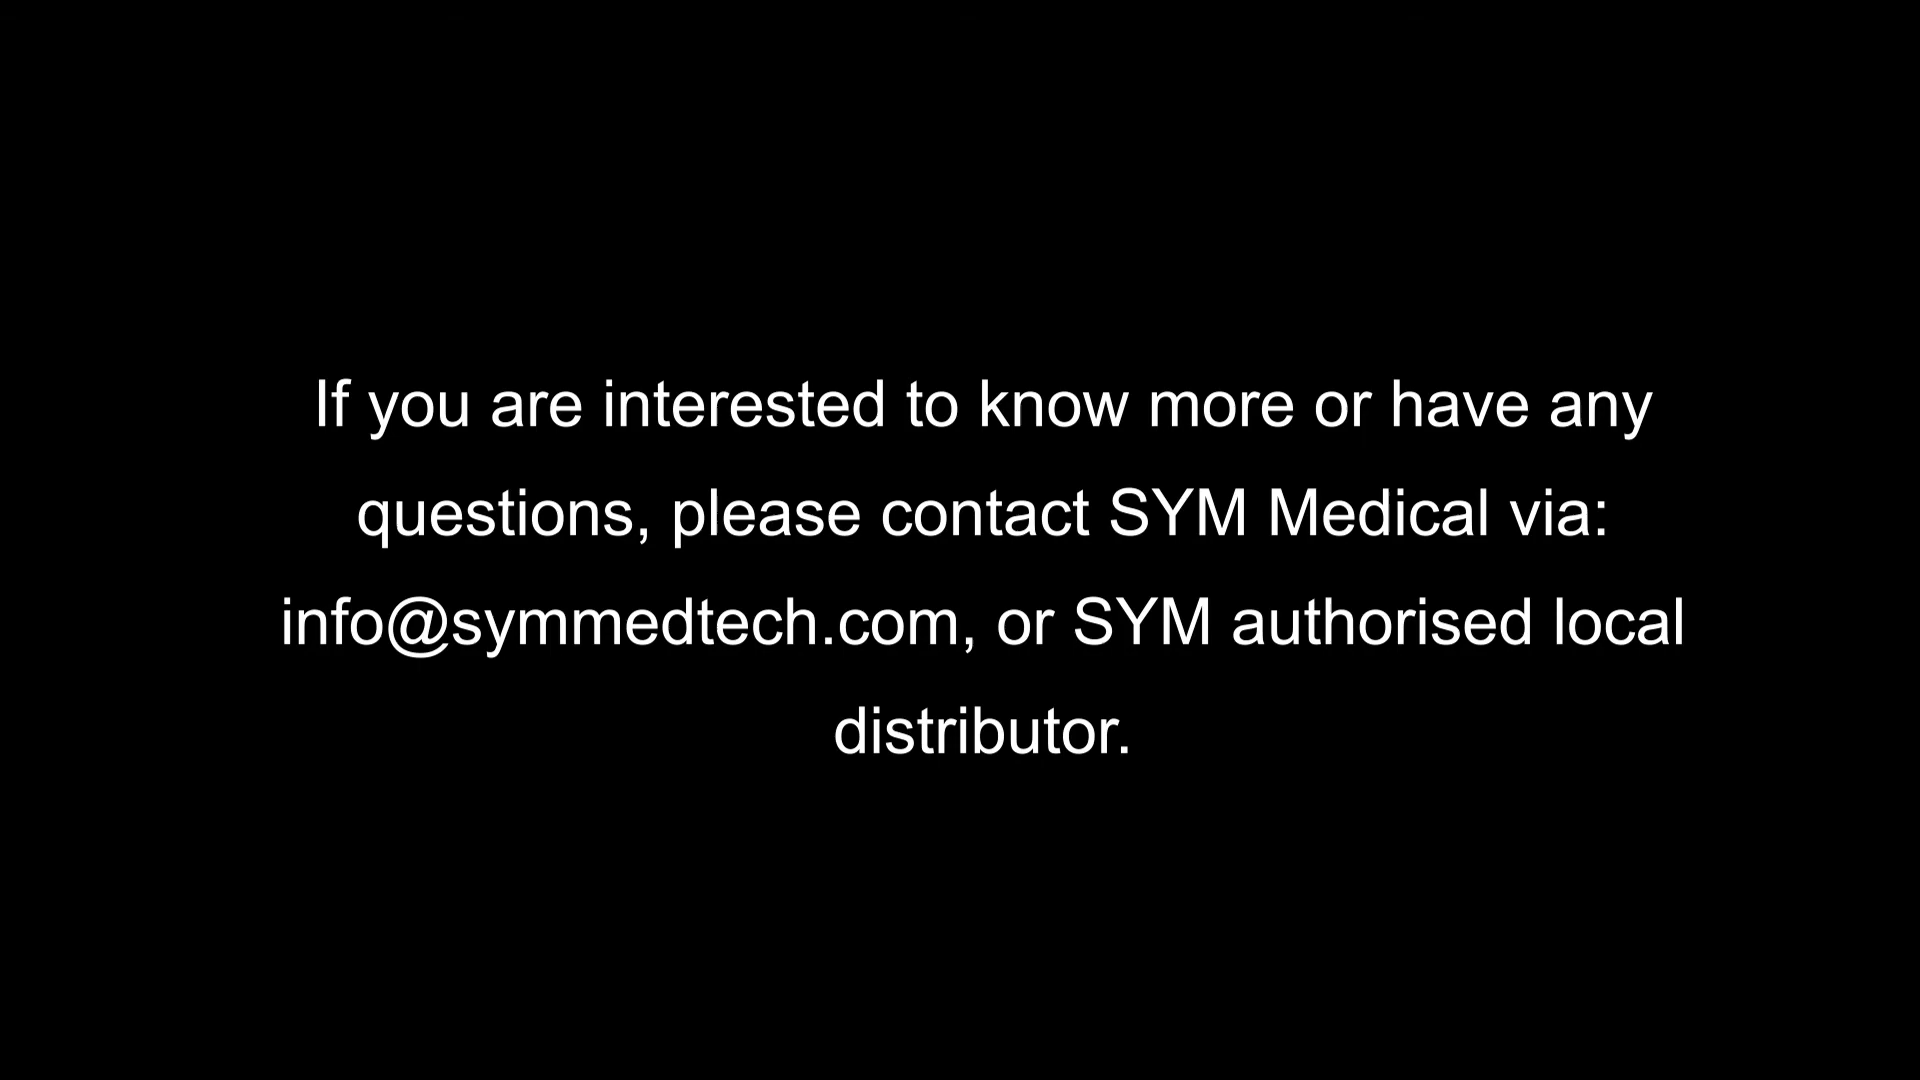 If you are interested to know more or have any
questions, please contact SYM Medical via:
info@symmedtech.com, or SYM authorised local
distributor.